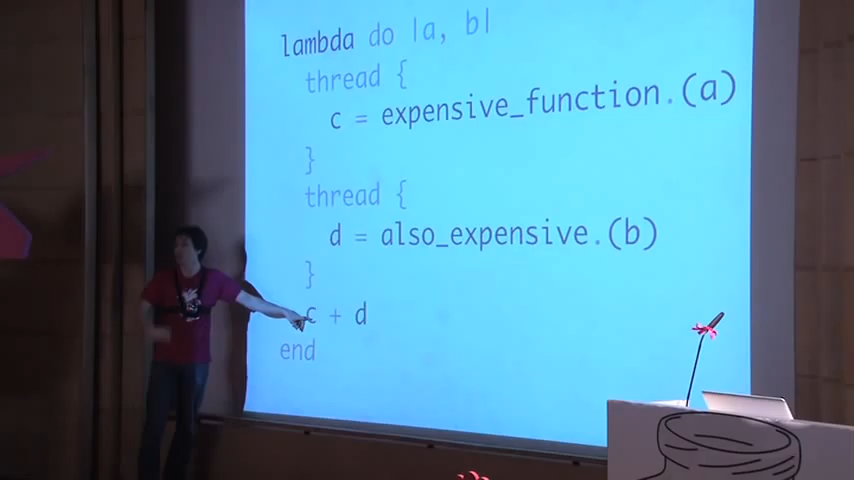 lambda do |a, b|
thread {
c = expensive_function.(a)
}
thread {
d = also_expensive.(b)
}
c + d
end